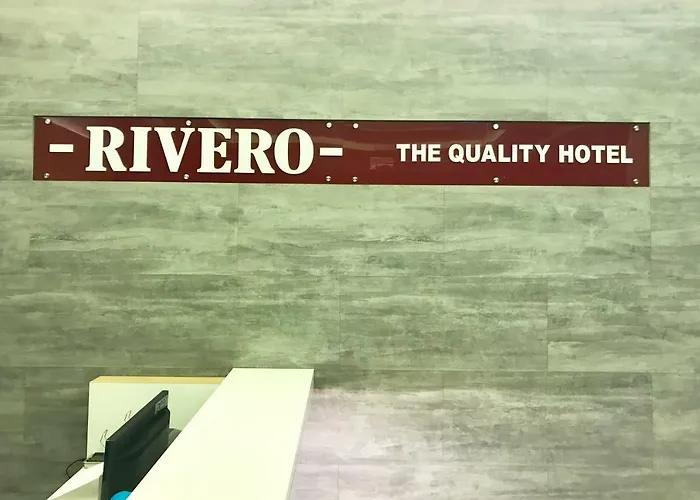 - RIVERO - THE QUALITY HOTEL